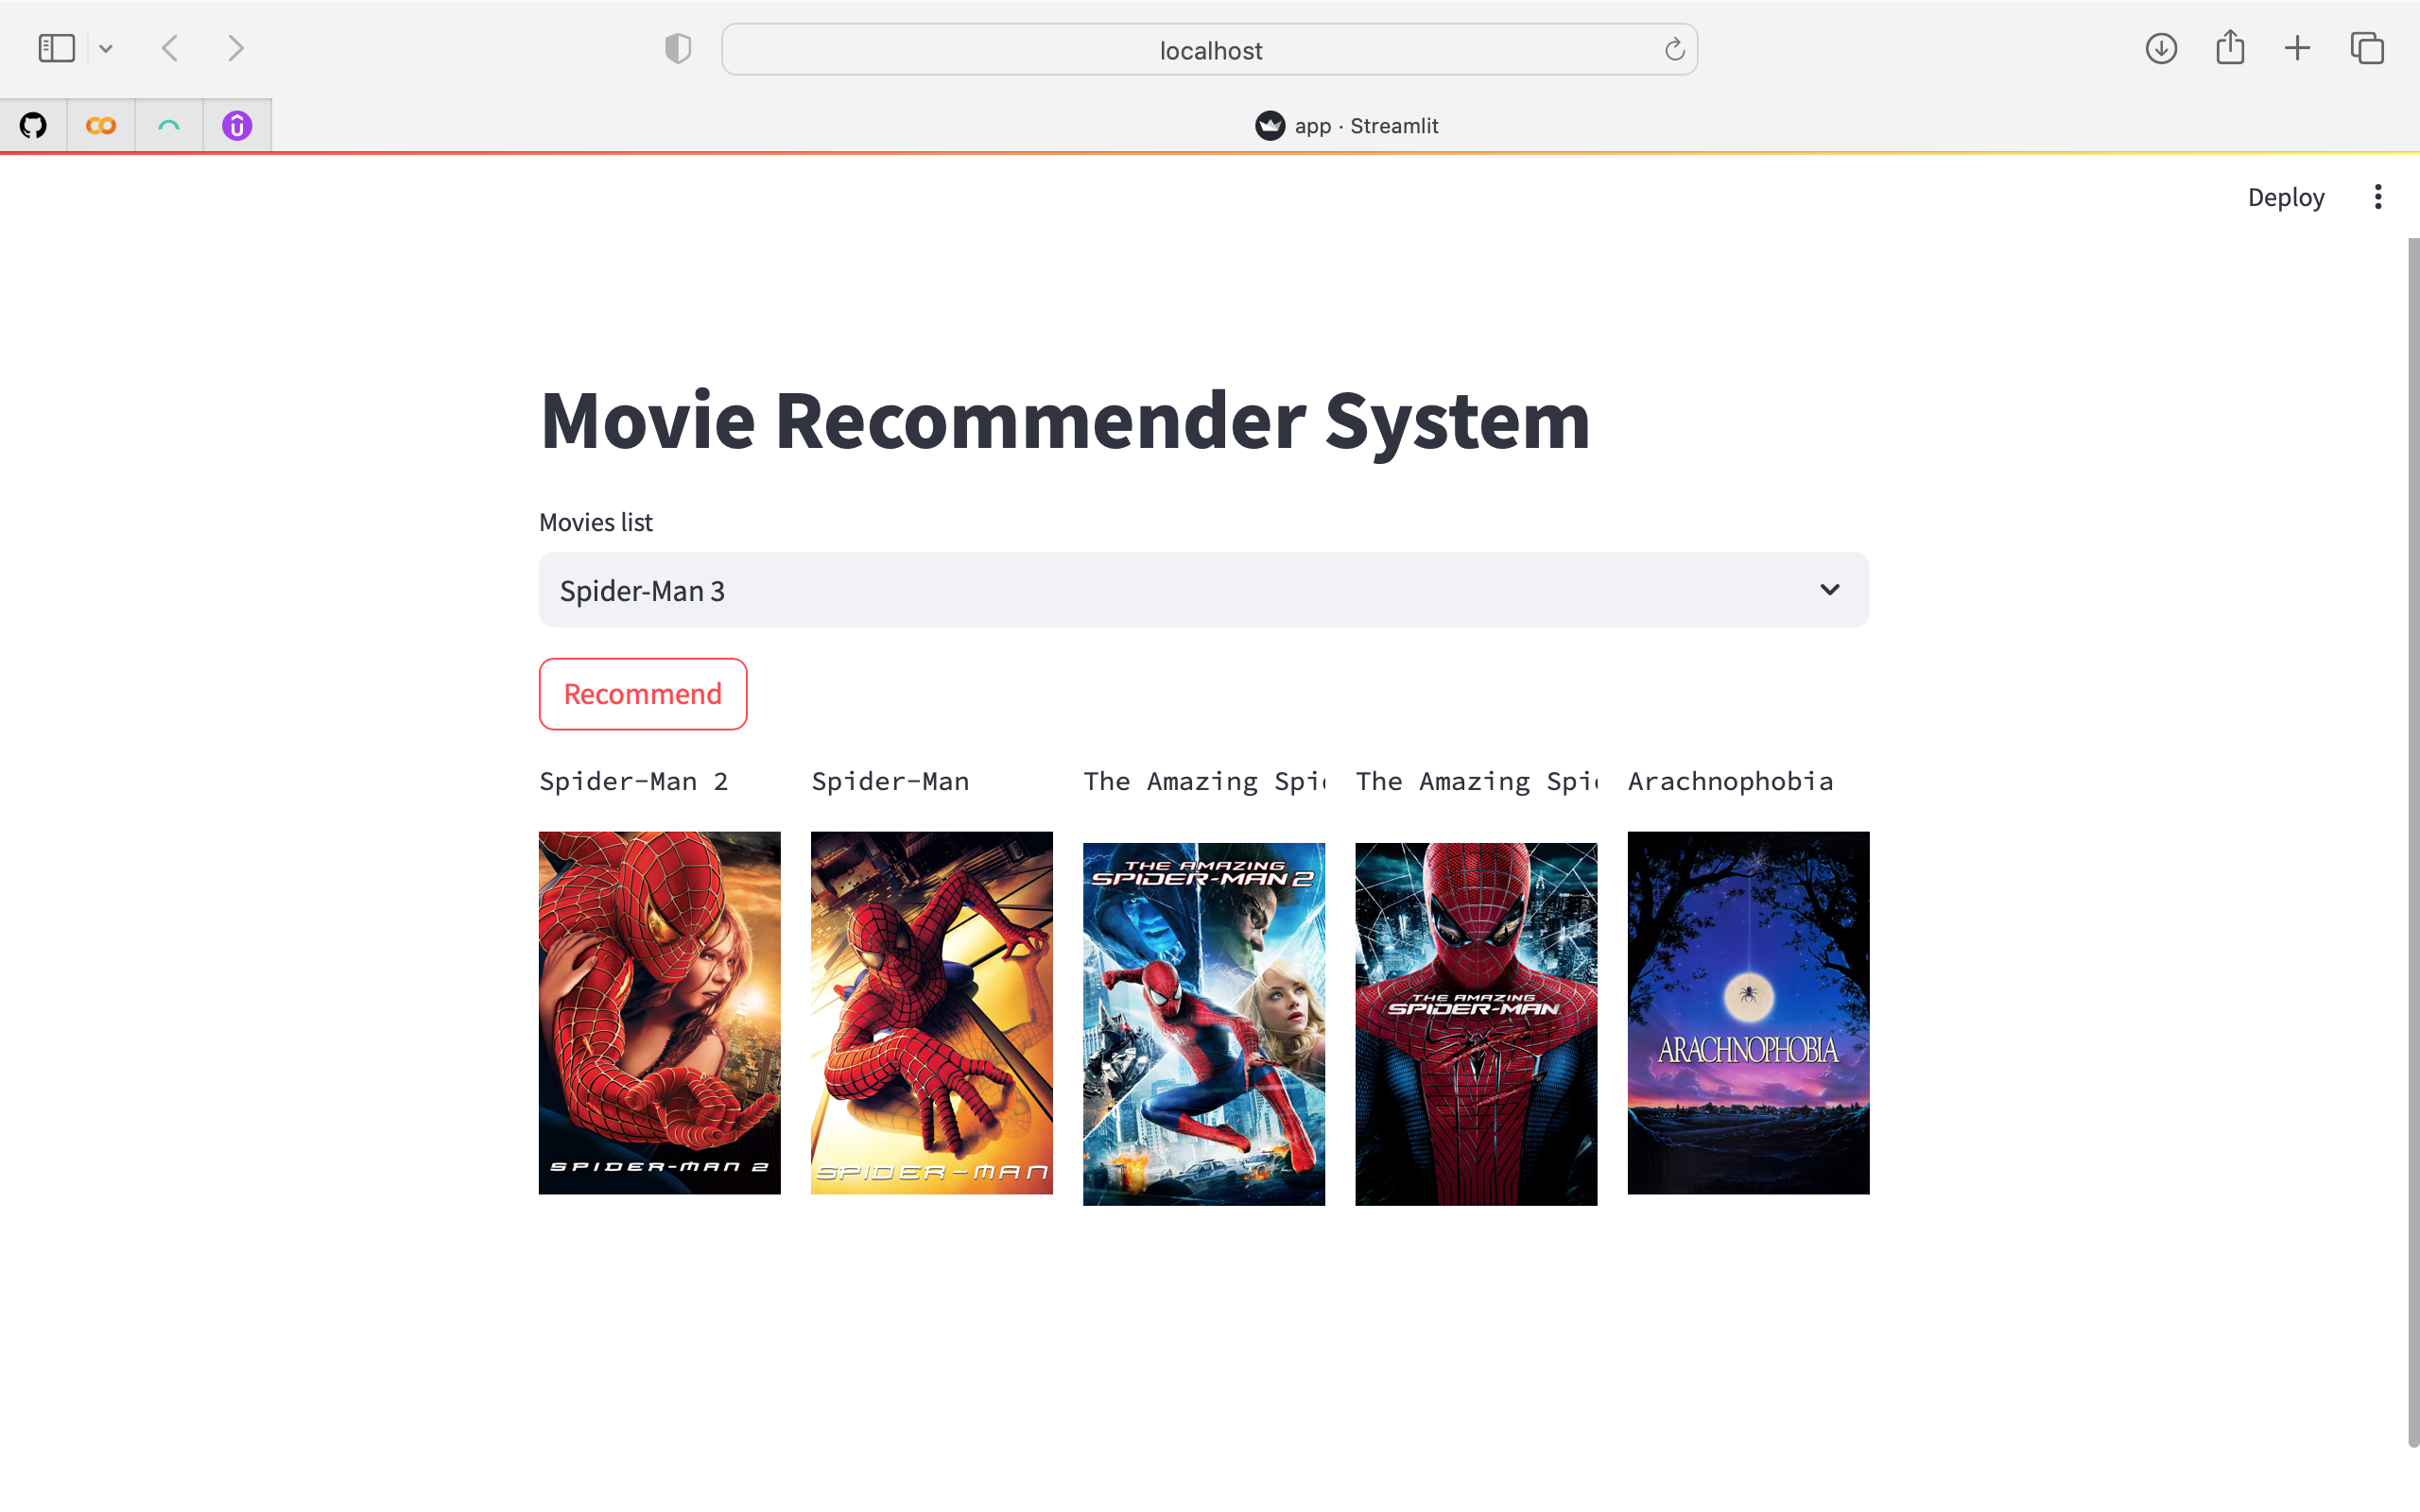 localhost
app · Streamlit
Deploy
Movie Recommender System
Movies list
Spider-Man 3
Recommend
Spider-Man 2
Spider-Man
The Amazing Spi
The Amazing Spi
Arachnophobia
SPIDER-MAN 2
SPIDER-MAN
THE AMAZING
SPIDER-MAN 2
THE AMAZING
SPIDER-MAN
ARACHNOPHOBIA